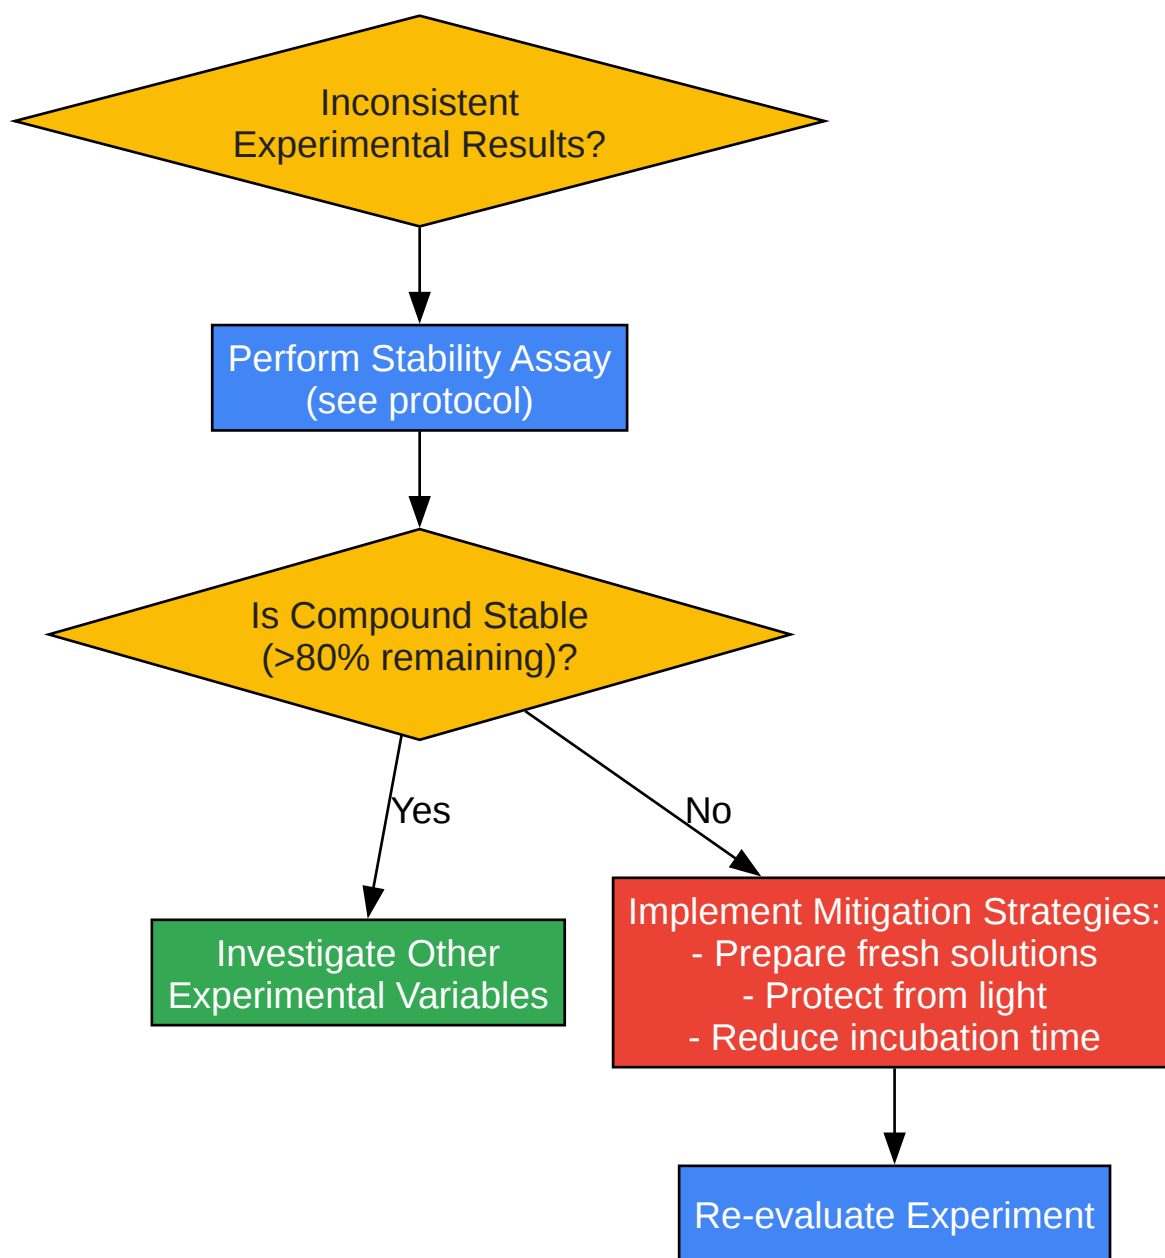 Inconsistent
Experimental Results?
Perform Stability Assay
(see protocol)
Is Compound Stable
(>80% remaining)?
Yes
No
Investigate Other
Experimental Variables
Implement Mitigation Strategies:
- Prepare fresh solutions
- Protect from light
- Reduce incubation time
Re-evaluate Experiment